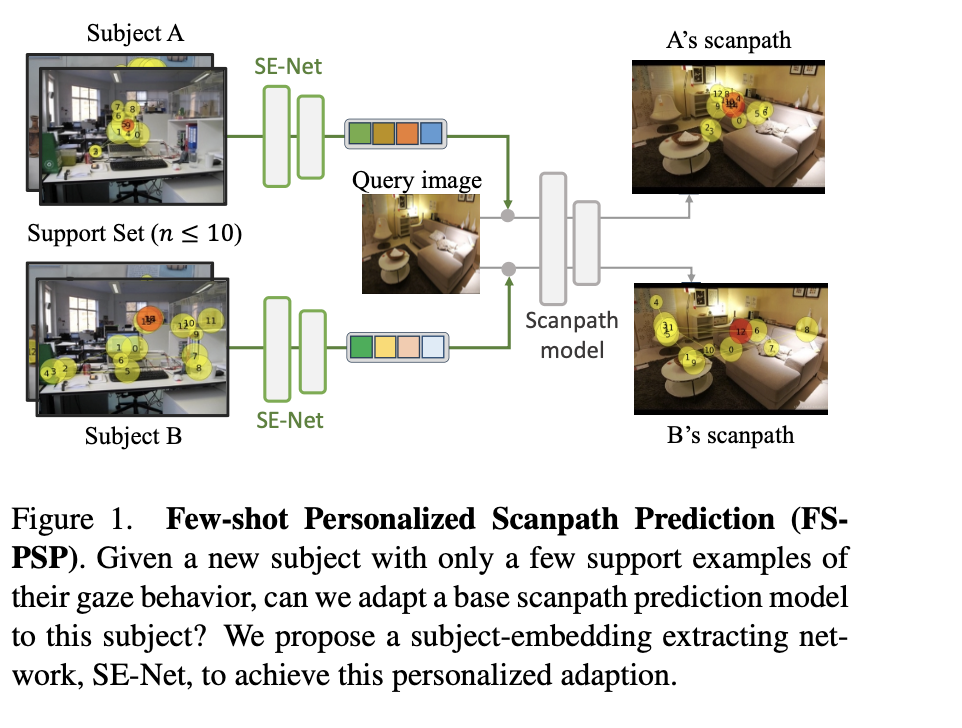 Subject A
SE-Net
A's scanpath
Query image
Support Set (n ≤ 10)
Scanpath
model
SE-Net
Subject B
B's scanpath
Figure 1. Few-shot Personalized Scanpath Prediction (FS-
PSP). Given a new subject with only a few support examples of
their gaze behavior, can we adapt a base scanpath prediction model
to this subject? We propose a subject-embedding extracting net-
work, SE-Net, to achieve this personalized adaption.